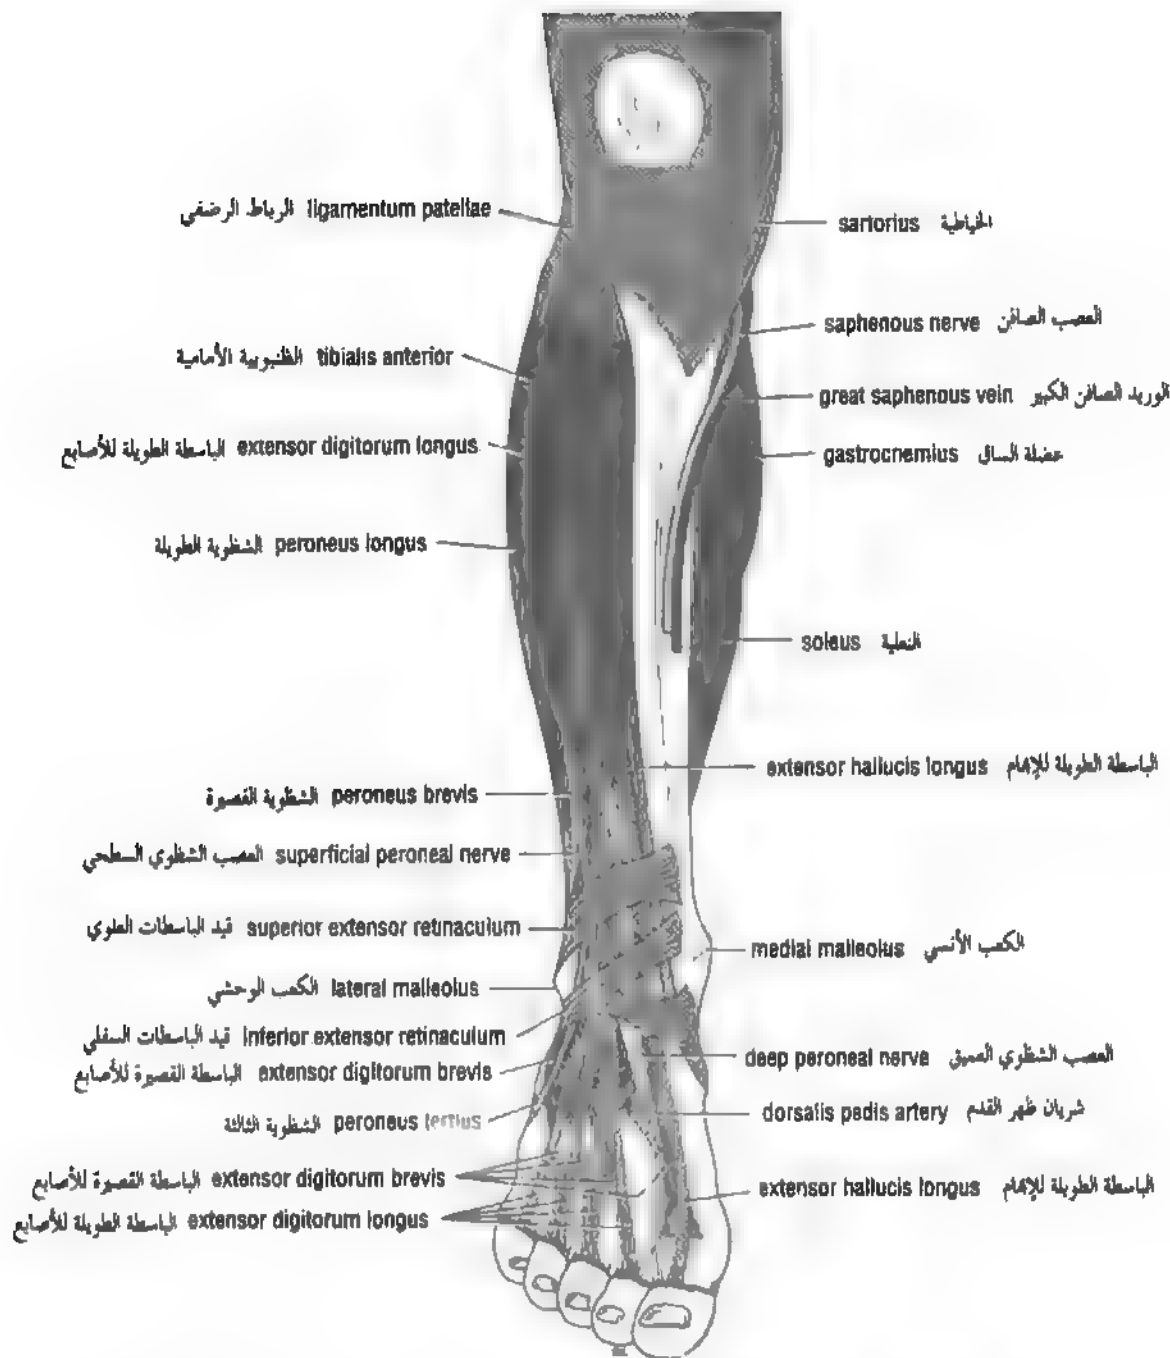 الرباط الرضفي ligamentum patellae
sartorius الخياطية
saphenous nerve العصب الصافن
الظنبوبية الأمامية tibialis anterior
great saphenous vein الوريد الصافن الكبير
الباسطة الطويلة للأصابع extensor digitorum longus
gastrocnemius عضلة الساق
الشظوية الطويلة peroneus longus
soleus النعلية
extensor hallucis longus الباسطة الطويلة للإبهام
الشظوية القصيرة peroneus brevis
العصب الشظوي السطحي superficial peroneal nerve
قيد الباسطات العلوي superior extensor retinaculum
medial malleolus الكعب الأنسي
الكعب الوحشي lateral malleolus
قيد الباسطات السفلي inferior extensor retinaculum
deep peroneal nerve العصب الشظوي العميق
الباسطة القصيرة للأصابع extensor digitorum brevis
dorsalis pedis artery شريان ظهر القدم
الشظوية الثالثة peroneus tertius
الباسطة القصيرة للأصابع extensor digitorum brevis
extensor hallucis longus الباسطة الطويلة للإبهام
الباسطة الطويلة للأصابع extensor digitorum longus